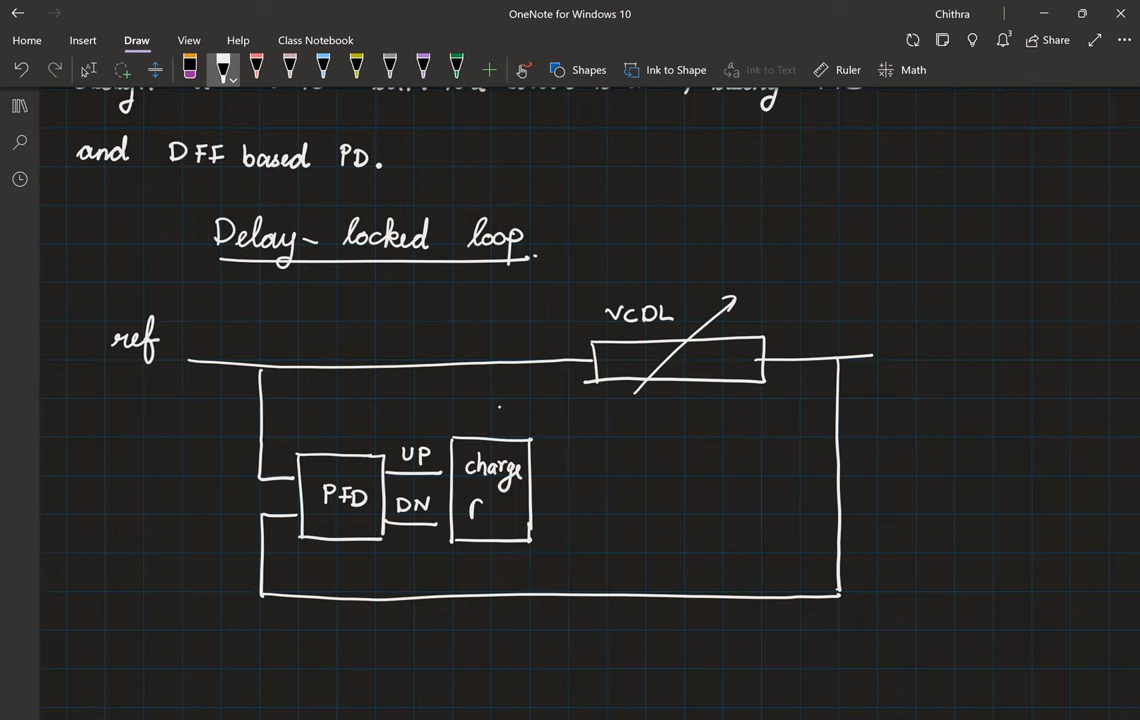 OneNote for Windows 10
Chithra
Home Insert Draw View Help Class Notebook
3 Share
Shapes Ink to Shape Ink to Text Ruler Math
and DFF based PD.
Delay- locked loop.
VCDL
ref
UP
charge
PFD
DN